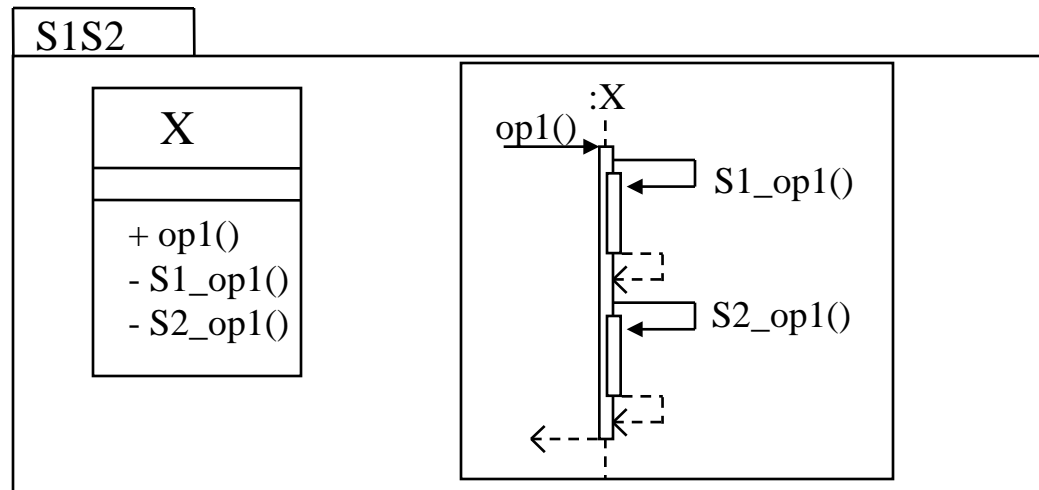 S1S2
X
+ op1()
- S1_op1()
- S2_op1()
:X
op1()
S1_op1()
S2_op1()